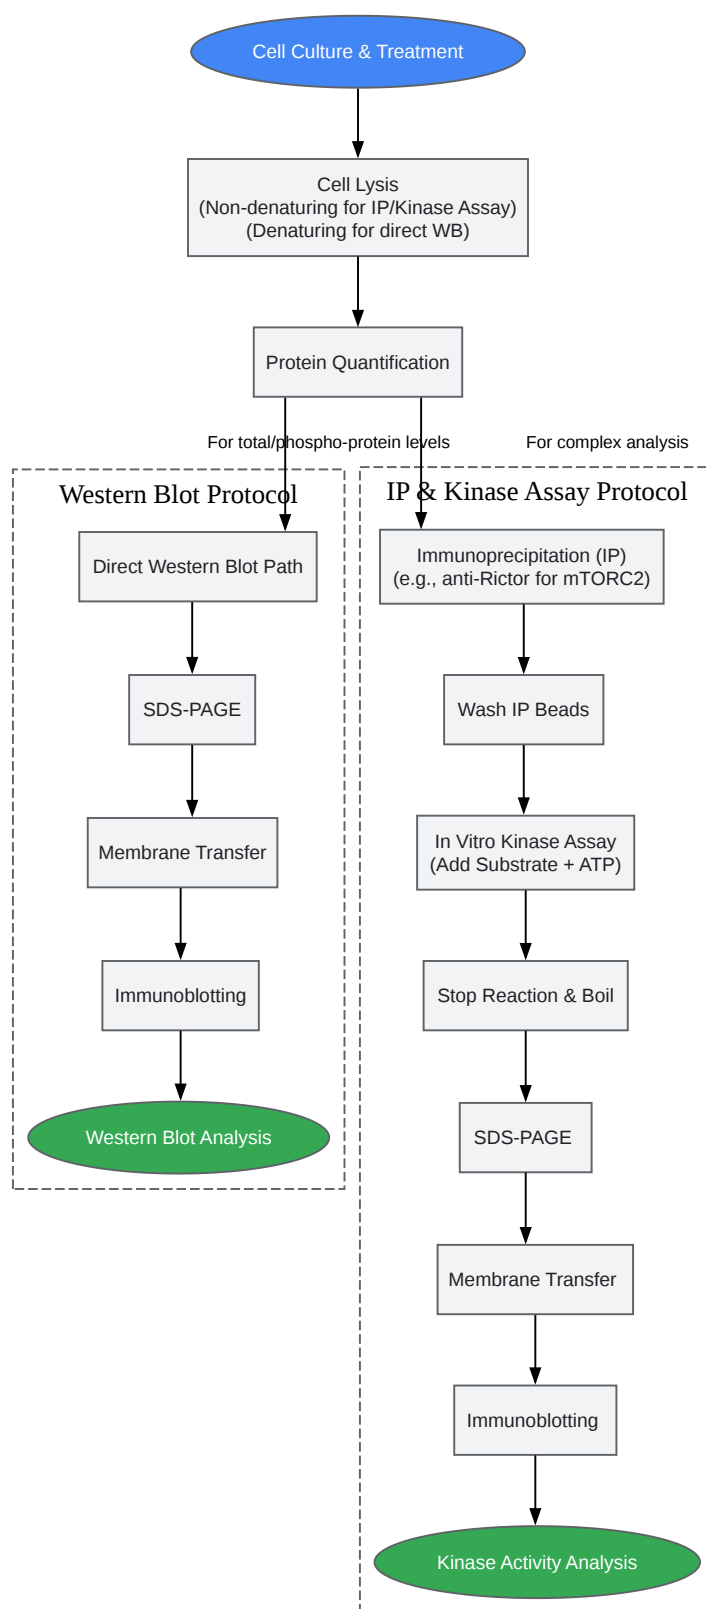 Cell Culture & Treatment
Cell Lysis
(Non-denaturing for IP/Kinase Assay)
(Denaturing for direct WB)
Protein Quantification
For total/phospho-protein levels
For complex analysis
Western Blot Protocol
Direct Western Blot Path
SDS-PAGE
Membrane Transfer
Immunoblotting
Western Blot Analysis
IP & Kinase Assay Protocol
Immunoprecipitation (IP)
(e.g., anti-Rictor for mTORC2)
Wash IP Beads
In Vitro Kinase Assay
(Add Substrate + ATP)
Stop Reaction & Boil
SDS-PAGE
Membrane Transfer
Immunoblotting
Kinase Activity Analysis